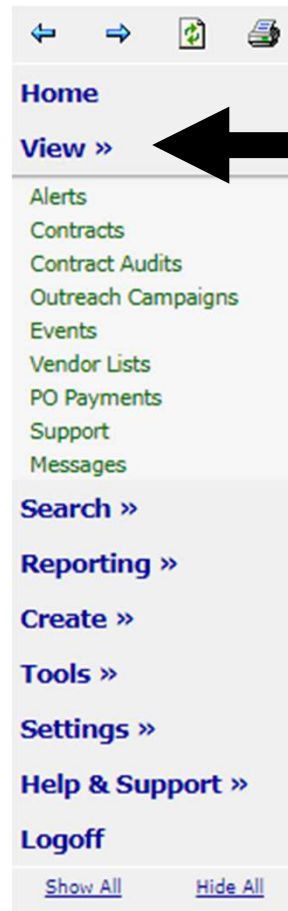 Home
View »
Alerts
Contracts
Contract Audits
Outreach Campaigns
Events
Vendor Lists
PO Payments
Support
Messages
Search »
Reporting »
Create »
Tools »
Settings »
Help & Support »
Logoff
Show All Hide All